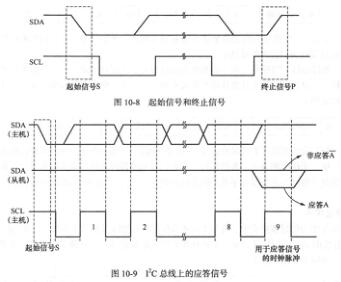 SDA
SCL
起始信号S
终止信号P
图 10-8 起始信号和终止信号
SDA
(主机)
SDA
(从机)
非应答A̅
应答A
SCL
(主机)
1
2
8
9
起始信号S
用于应答信号
的时钟脉冲
图 10-9 I²C 总线上的应答信号